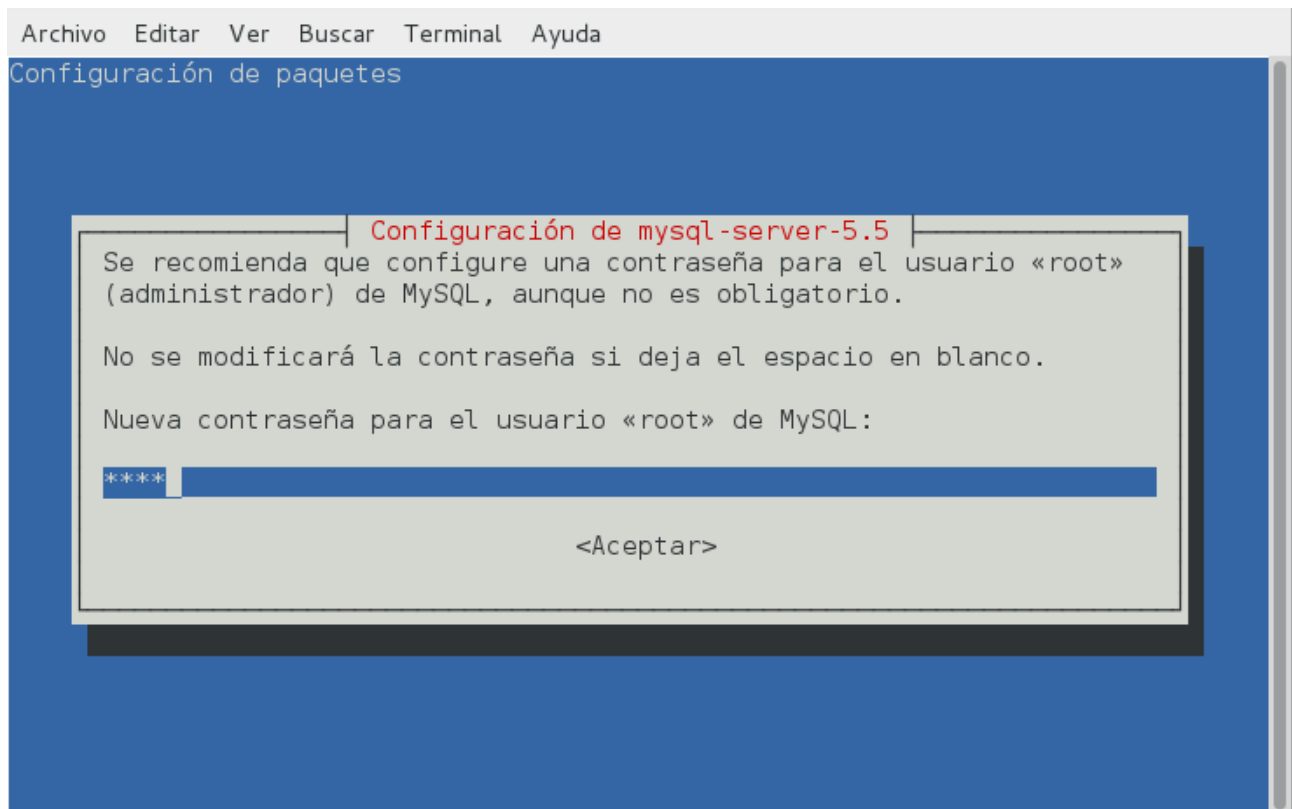 Archivo Editar Ver Buscar Terminal Ayuda
Configuración de paquetes
Configuración de mysql-server-5.5
Se recomienda que configure una contraseña para el usuario «root»
(administrador) de MySQL, aunque no es obligatorio.
No se modificará la contraseña si deja el espacio en blanco.
Nueva contraseña para el usuario «root» de MySQL:
****
<Aceptar>